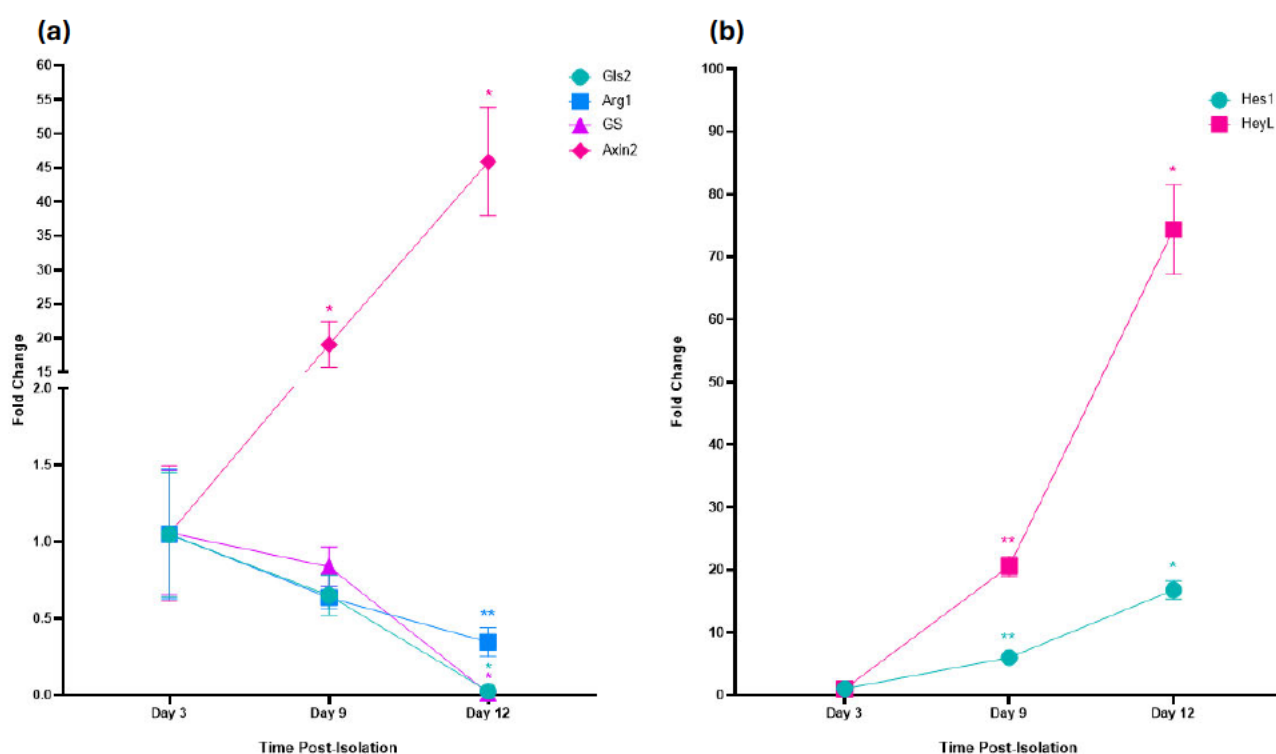 (a)
60
55
50
45
40
35
30
25
20
15
2.0
1.5
1.0
0.5
0.0
Fold Change
Gls2
Arg1
GS
Axin2
*
*
**
*
*
Day 3
Day 9
Day 12
Time Post-Isolation
(b)
100
90
80
70
60
50
40
30
20
10
0
Fold Change
Hes1
HeyL
*
**
*
**
Day 3
Day 9
Day 12
Time Post-Isolation